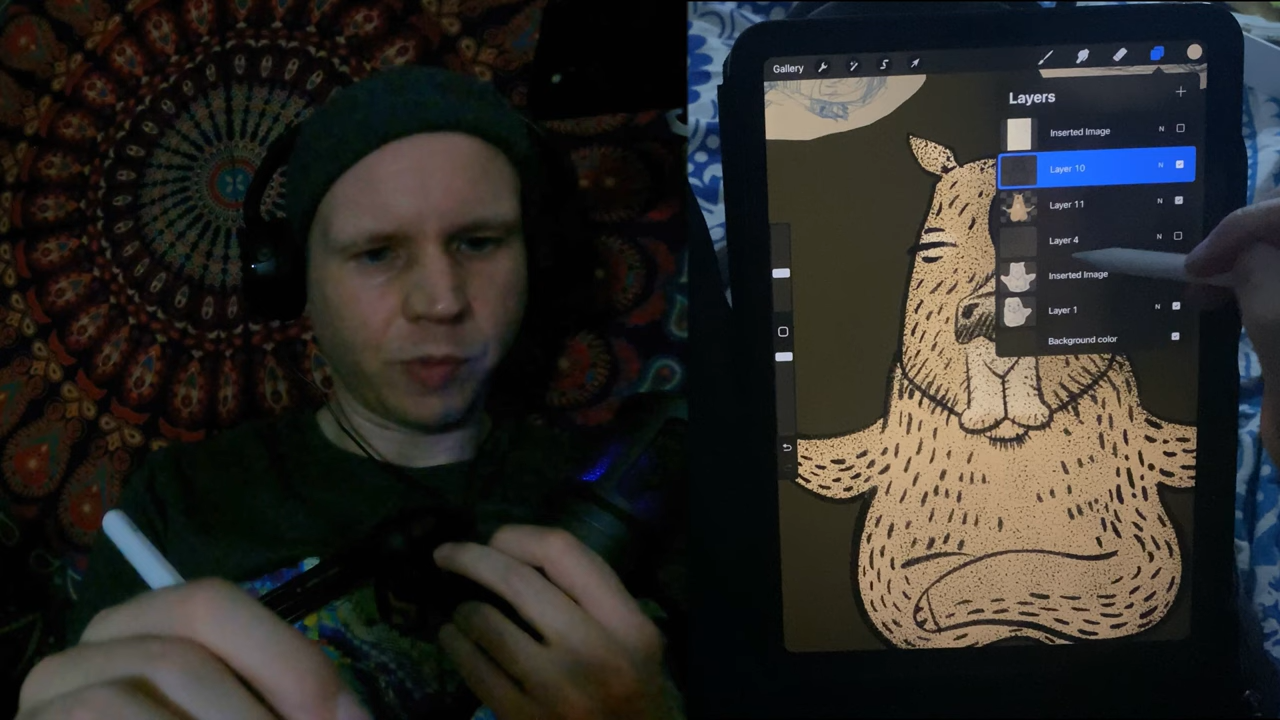 Gallery
Layers
Inserted Image N
Layer 10 N
Layer 11 N
Layer 4 N
Inserted Image
Layer 1 N
Background color